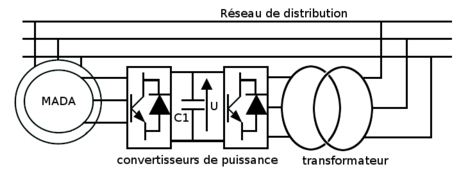 Réseau de distribution
MADA
C1
U
convertisseurs de puissance
transformateur